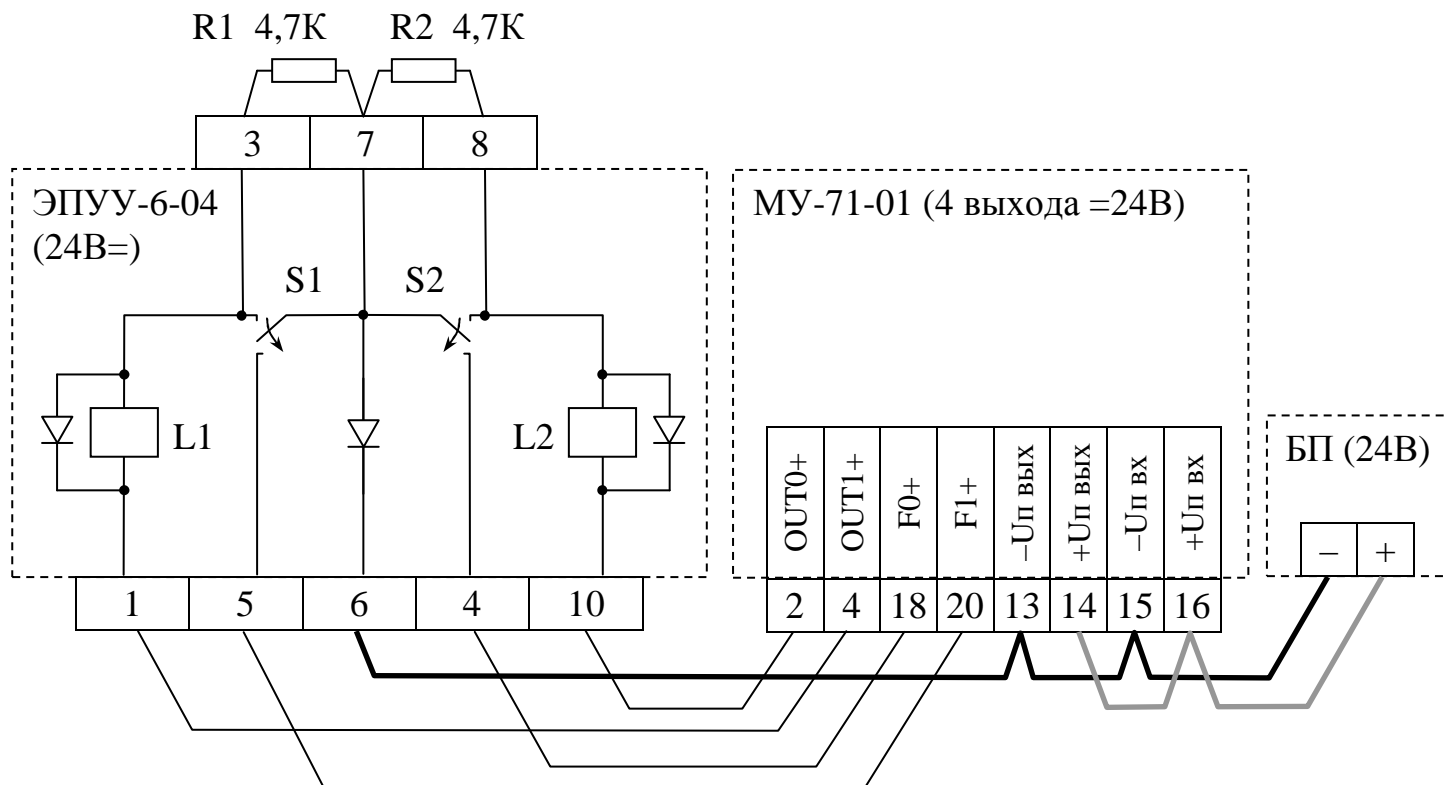 R1 4,7К R2 4,7К
3 7 8
ЭПУУ-6-04
(24В=)
МУ-71-01 (4 выхода =24В)
S1 S2
L1 L2
БП (24В)
OUT0+
OUT1+
F0+
F1+
–Uп вых
+Uп вых
–Uп вх
+Uп вх
– +
1 5 6 4 10
2 4 18 20 13 14 15 16